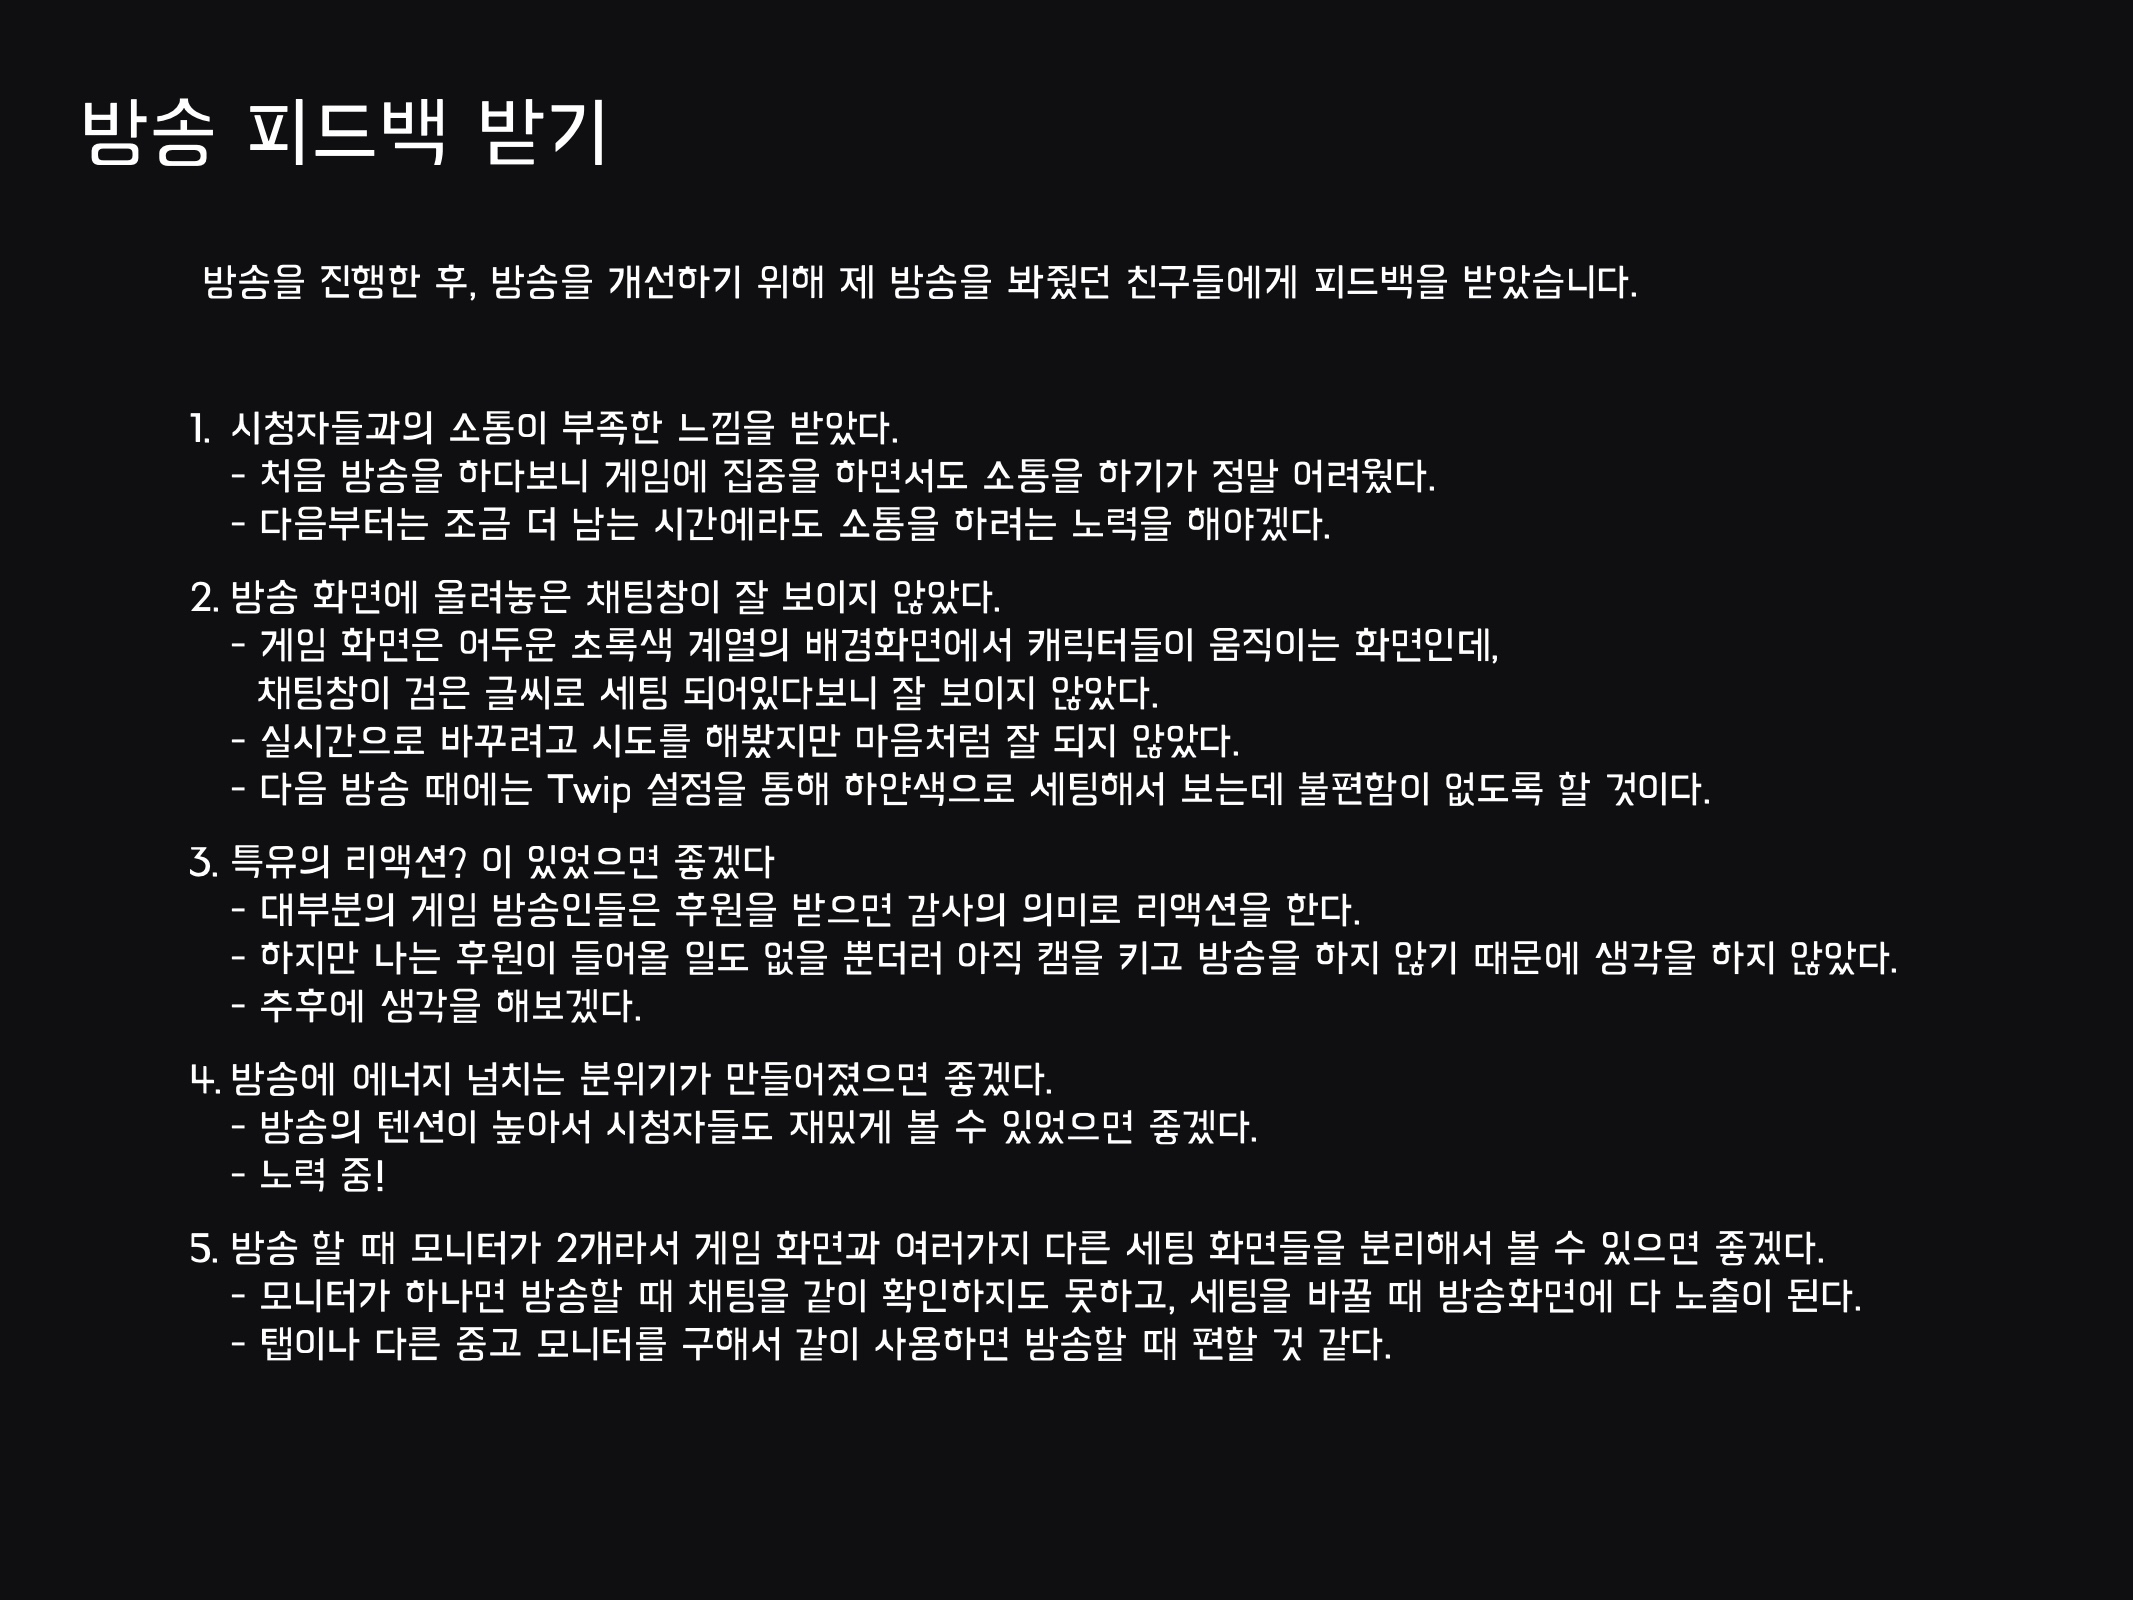 방송 피드백 받기
방송을 진행한 후, 방송을 개선하기 위해 제 방송을 봐줬던 친구들에게 피드백을 받았습니다.
1. 시청자들과의 소통이 부족한 느낌을 받았다.
- 처음 방송을 하다보니 게임에 집중을 하면서도 소통을 하기가 정말 어려웠다.
- 다음부터는 조금 더 남는 시간에라도 소통을 하려는 노력을 해야겠다.
2. 방송 화면에 올려놓은 채팅창이 잘 보이지 않았다.
- 게임 화면은 어두운 초록색 계열의 배경화면에서 캐릭터들이 움직이는 화면인데,
채팅창이 검은 글씨로 세팅 되어있다보니 잘 보이지 않았다.
- 실시간으로 바꾸려고 시도를 해봤지만 마음처럼 잘 되지 않았다.
- 다음 방송 때에는 Twip 설정을 통해 하얀색으로 세팅해서 보는데 불편함이 없도록 할 것이다.
3. 특유의 리액션? 이 있었으면 좋겠다
- 대부분의 게임 방송인들은 후원을 받으면 감사의 의미로 리액션을 한다.
- 하지만 나는 후원이 들어올 일도 없을 뿐더러 아직 캠을 키고 방송을 하지 않기 때문에 생각을 하지 않았다.
- 추후에 생각을 해보겠다.
4. 방송에 에너지 넘치는 분위기가 만들어졌으면 좋겠다.
- 방송의 텐션이 높아서 시청자들도 재밌게 볼 수 있었으면 좋겠다.
- 노력 중!
5. 방송 할 때 모니터가 2개라서 게임 화면과 여러가지 다른 세팅 화면들을 분리해서 볼 수 있으면 좋겠다.
- 모니터가 하나면 방송할 때 채팅을 같이 확인하지도 못하고, 세팅을 바꿀 때 방송화면에 다 노출이 된다.
- 탭이나 다른 중고 모니터를 구해서 같이 사용하면 방송할 때 편할 것 같다.